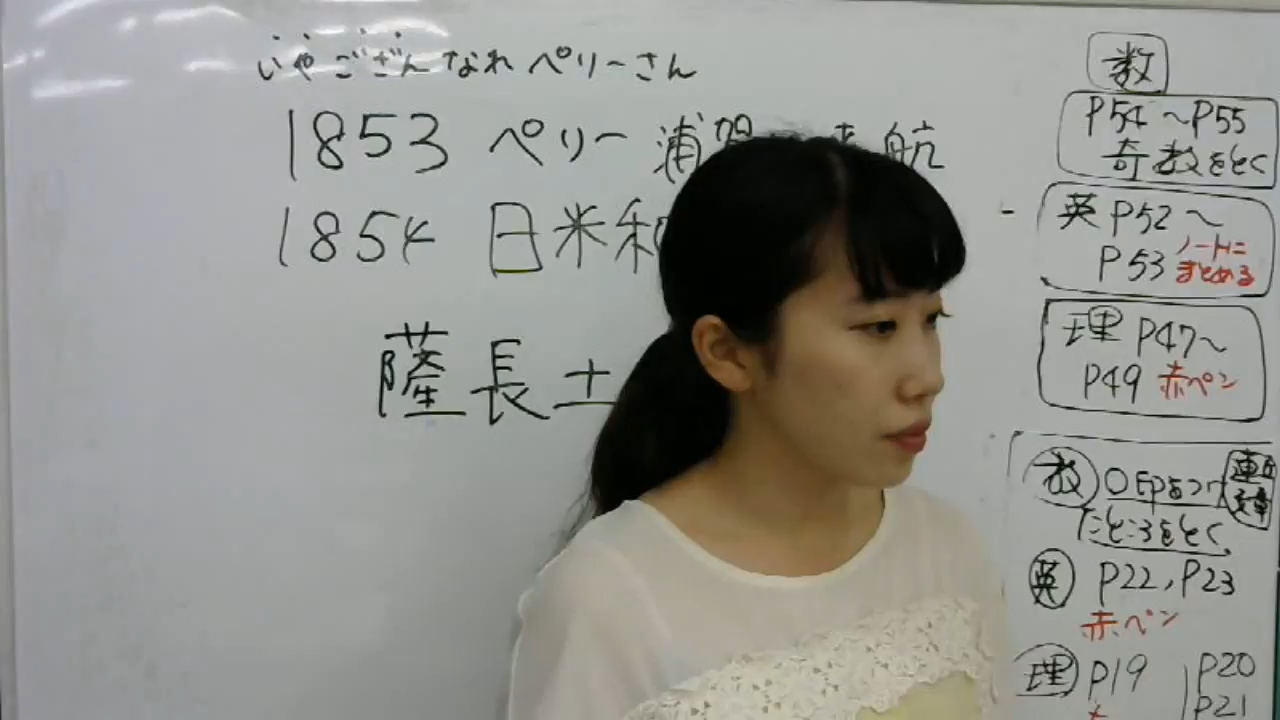 いやござんなれペリーさん
1853 ペリー 浦賀 航
1854 日米和
薩長土
数
P54～P55
奇数をとく
英 P52～
P53 ノートに
まとめる
理 P47～
P49 赤ペン
数 〇印をつけ
たところをとく
英 P22, P23
赤ペン
理 P19 P20
P21